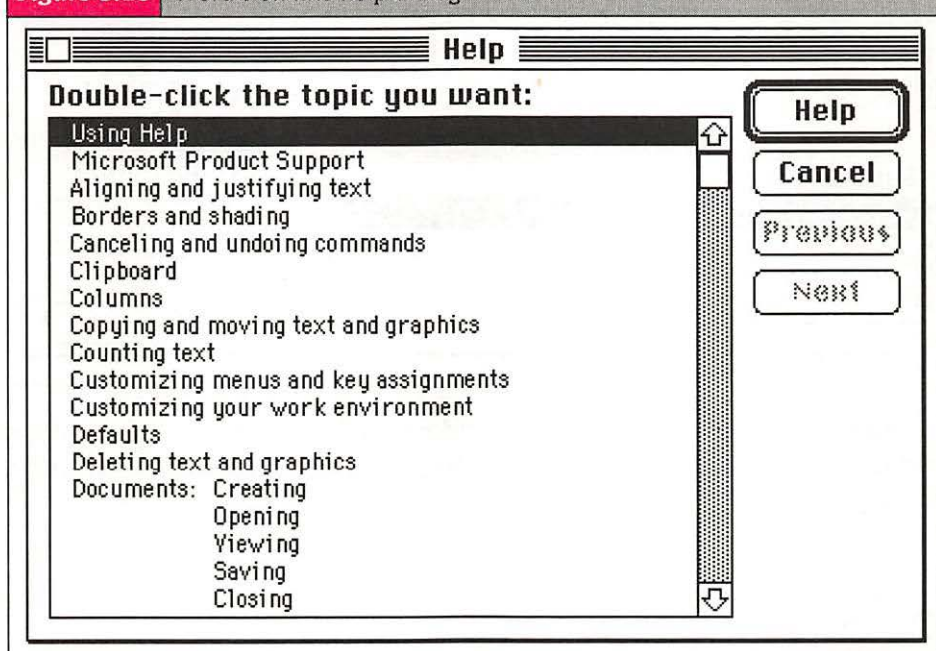 Help
Double-click the topic you want:
Using Help
Microsoft Product Support
Aligning and justifying text
Borders and shading
Canceling and undoing commands
Clipboard
Columns
Copying and moving text and graphics
Counting text
Customizing menus and key assignments
Customizing your work environment
Defaults
Deleting text and graphics
Documents: Creating
Opening
Viewing
Saving
Closing
Help
Cancel
Previous
Next